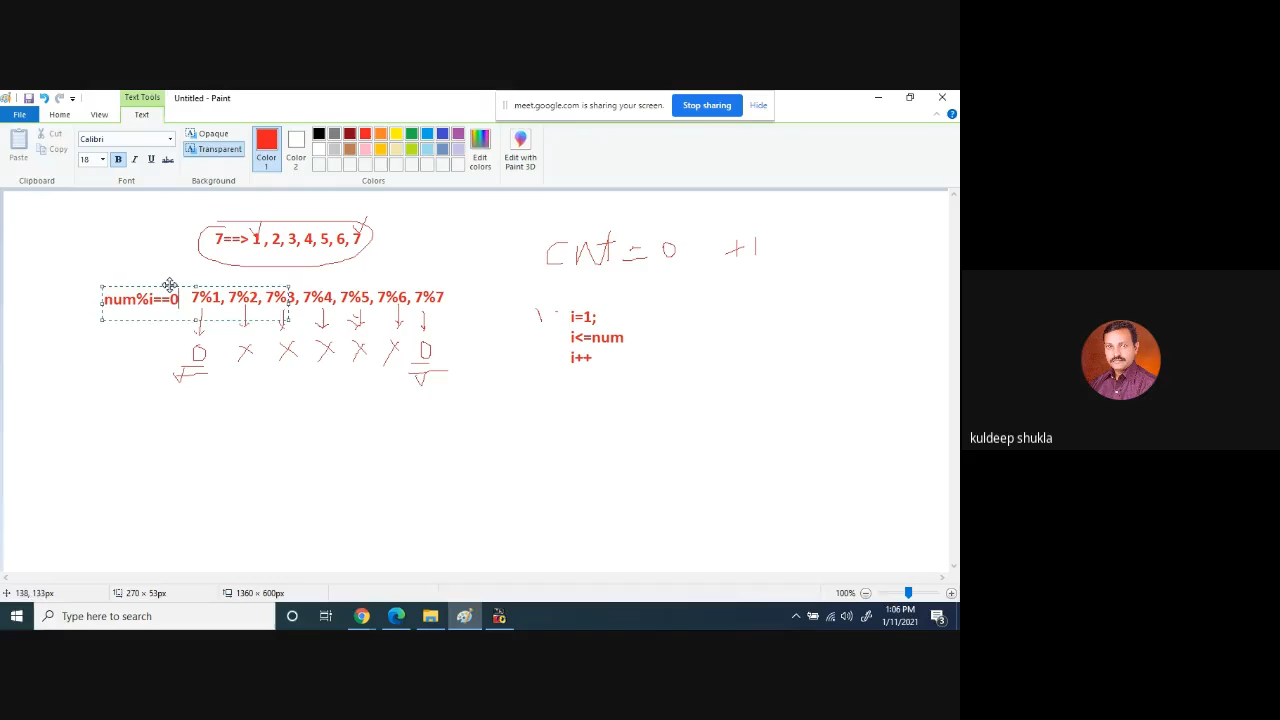 Text Tools
Untitled - Paint
meet.google.com is sharing your screen.
Stop sharing
Hide
File
Home
View
Text
Paste
Cut
Copy
Clipboard
Calibri
18
B
I
U
abc
Font
Opaque
Transparent
Background
Color 1
Color 2
Edit colors
Colors
Edit with Paint 3D
7==> 1 , 2, 3, 4, 5, 6, 7
CNT = 0 +1
num%i==0 7%1, 7%2, 7%3, 7%4, 7%5, 7%6, 7%7
0 X X X X X 0
i=1;
i<=num
i++
kuldeep shukla
138, 133px
270 × 53px
1360 × 600px
100%
Type here to search
1:06 PM
1/11/2021
3